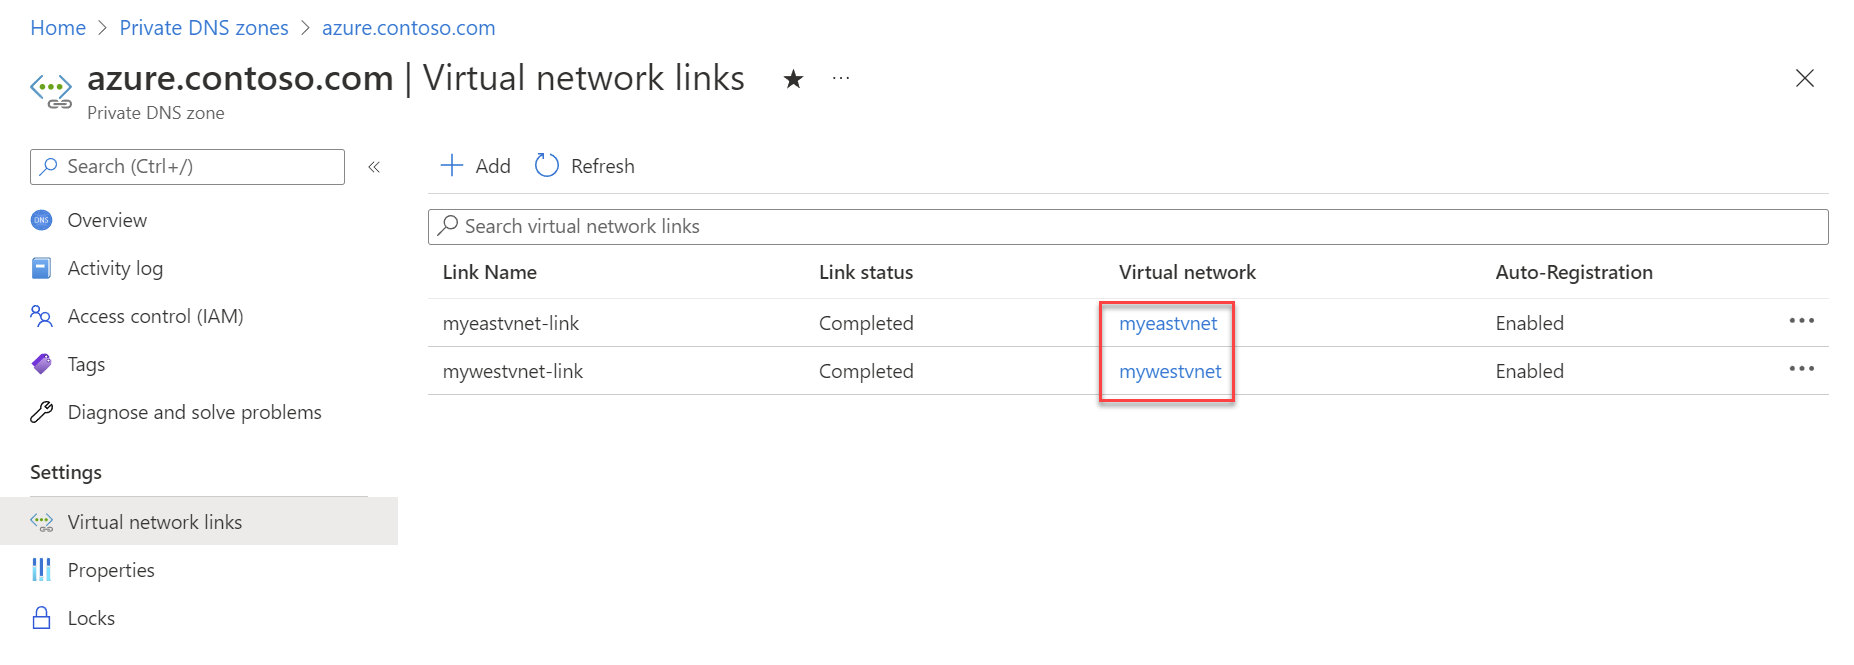 Home > Private DNS zones > azure.contoso.com
azure.contoso.com | Virtual network links ★ ···
Private DNS zone
Search (Ctrl+/)
«
Overview
Activity log
Access control (IAM)
Tags
Diagnose and solve problems
Settings
Virtual network links
Properties
Locks
Add Refresh
Search virtual network links
Link Name Link status Virtual network Auto-Registration
myeastvnet-link Completed myeastvnet Enabled ···
mywestvnet-link Completed mywestvnet Enabled ···